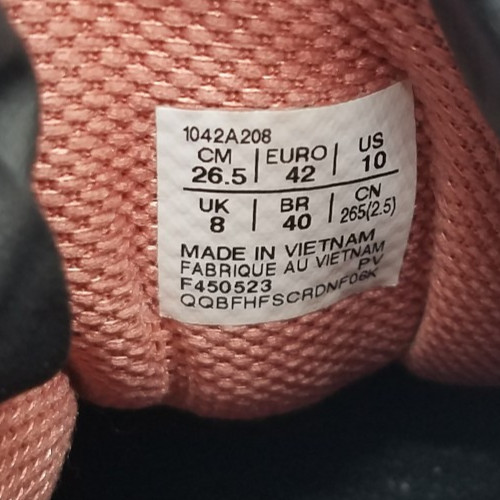 1042A208
CM | EURO | US
26.5 | 42 | 10
UK | BR | CN
8 | 40 | 265(2.5)
MADE IN VIETNAM
FABRIQUE AU VIETNAM
F450523 PV
QQBFHFSCRDNF06K